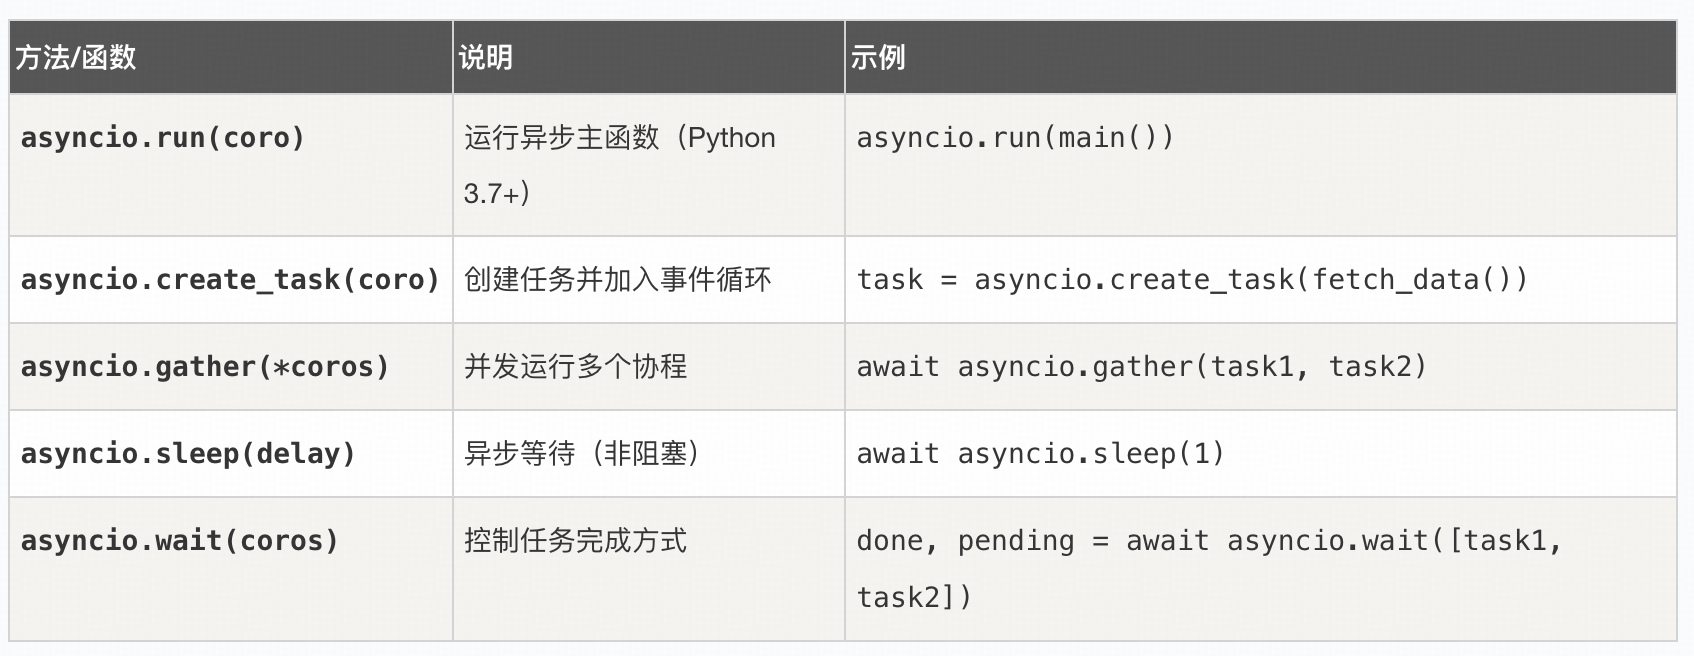 方法/函数 说明 示例
asyncio.run(coro) 运行异步主函数（Python asyncio.run(main())
3.7+）
asyncio.create_task(coro) 创建任务并加入事件循环 task = asyncio.create_task(fetch_data())
asyncio.gather(*coros) 并发运行多个协程 await asyncio.gather(task1, task2)
asyncio.sleep(delay) 异步等待（非阻塞） await asyncio.sleep(1)
asyncio.wait(coros) 控制任务完成方式 done, pending = await asyncio.wait([task1,
task2])